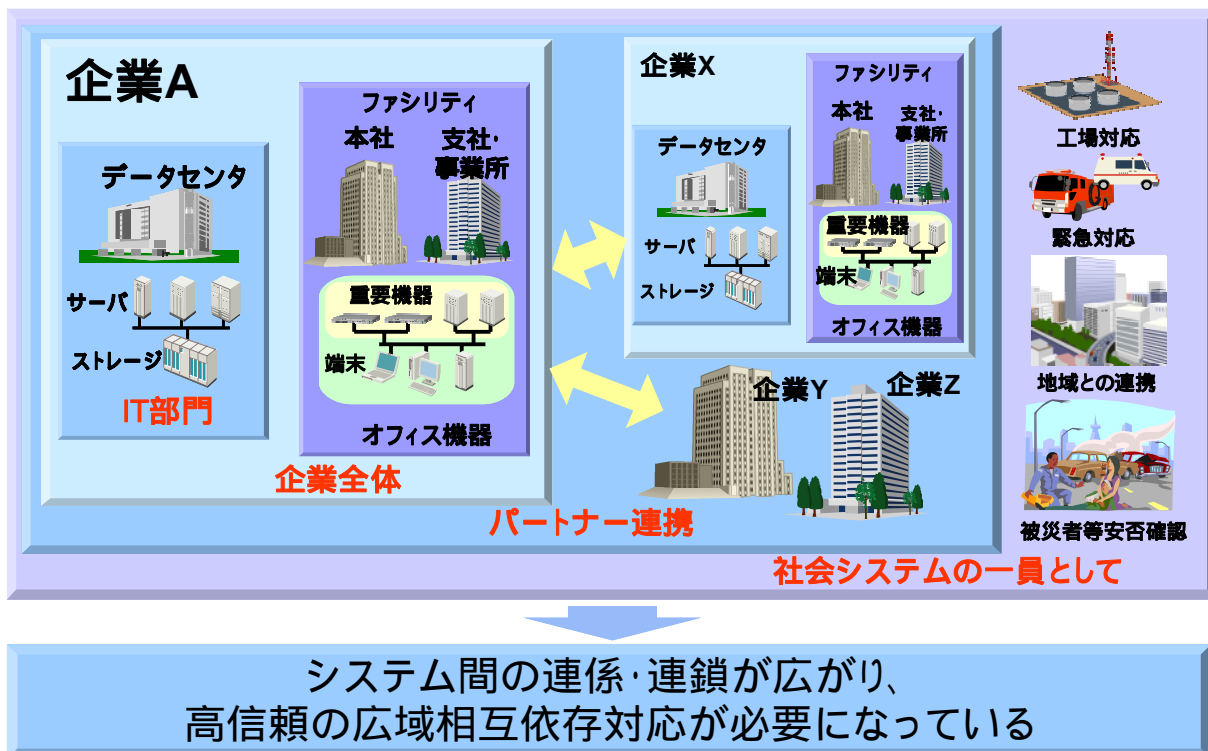 企業A
データセンタ
サーバ
ストレージ
IT部門
ファシリティ
本社
支社・
事業所
重要機器
端末
オフィス機器
企業全体
企業X
データセンタ
サーバ
ストレージ
ファシリティ
本社
支社・
事業所
重要機器
端末
オフィス機器
企業Y
企業Z
パートナー連携
工場対応
緊急対応
地域との連携
被災者等安否確認
社会システムの一員として
システム間の連係・連鎖が広がり、
高信頼の広域相互依存対応が必要になっている